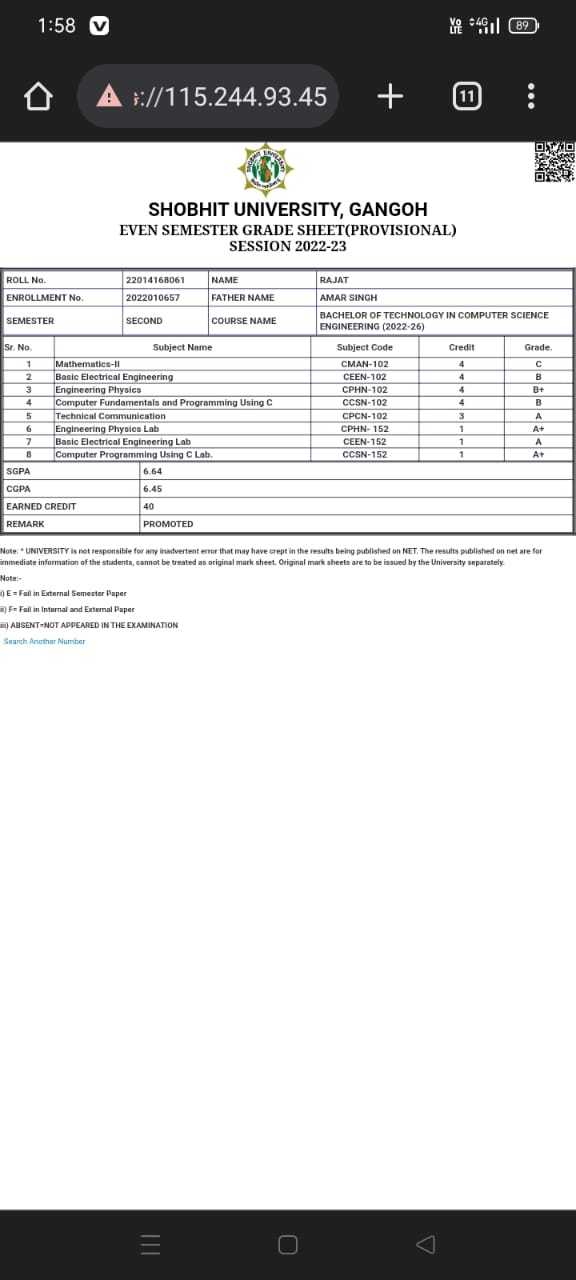 1:58
Vo LTE 4G 89
://115.244.93.45
11
SHOBHIT UNIVERSITY, GANGOH
EVEN SEMESTER GRADE SHEET(PROVISIONAL)
SESSION 2022-23
ROLL No. 22014168061 NAME RAJAT
ENROLLMENT No. 2022010657 FATHER NAME AMAR SINGH
SEMESTER SECOND COURSE NAME BACHELOR OF TECHNOLOGY IN COMPUTER SCIENCE
ENGINEERING (2022-26)
Sr. No. Subject Name Subject Code Credit Grade.
1 Mathematics-II CMAN-102 4 C
2 Basic Electrical Engineering CEEN-102 4 B
3 Engineering Physics CPHN-102 4 B+
4 Computer Fundamentals and Programming Using C CCSN-102 4 B
5 Technical Communication CPCN-102 3 A
6 Engineering Physics Lab CPHN- 152 1 A+
7 Basic Electrical Engineering Lab CEEN-152 1 A
8 Computer Programming Using C Lab. CCSN-152 1 A+
SGPA 6.64
CGPA 6.45
EARNED CREDIT 40
REMARK PROMOTED
Note: * UNIVERSITY is not responsible for any inadvertent error that may have crept in the results being published on NET. The results published on net are for
immediate information of the students, cannot be treated as original mark sheet. Original mark sheets are to be issued by the University separately.
Note:-
i) E = Fail in External Semester Paper
ii) F= Fail in Internal and External Paper
iii) ABSENT=NOT APPEARED IN THE EXAMINATION
Search Another Number